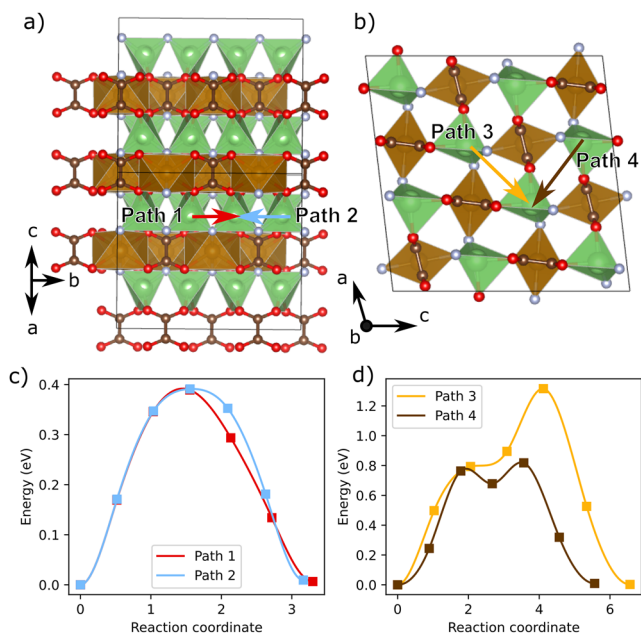 a)
b)
Path 1
Path 2
c
b
a
Path 3
Path 4
a
b
c
c)
d)
0.4
0.3
0.2
0.1
0.0
Energy (eV)
Path 1
Path 2
0
1
2
3
Reaction coordinate
Path 3
Path 4
1.2
1.0
0.8
0.6
0.4
0.2
0.0
Energy (eV)
0
2
4
6
Reaction coordinate